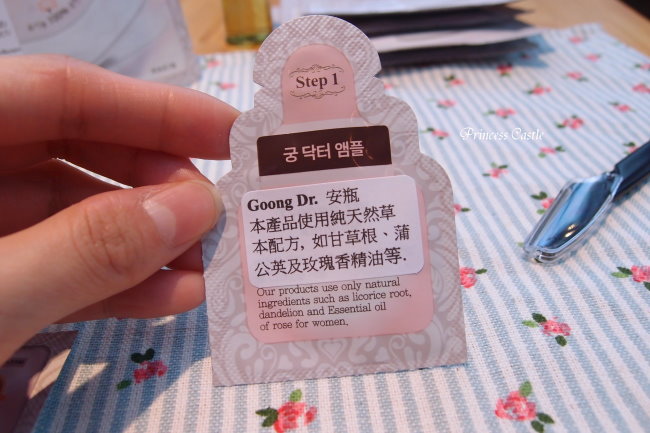 Step 1
궁 닥터 앰플
Goong Dr. 安瓶
本產品使用純天然草
本配方, 如甘草根、蒲
公英及玫瑰香精油等.
Our products use only natural
ingredients such as licorice root,
dandelion and Essential oil
of rose for women.
Princess Castle